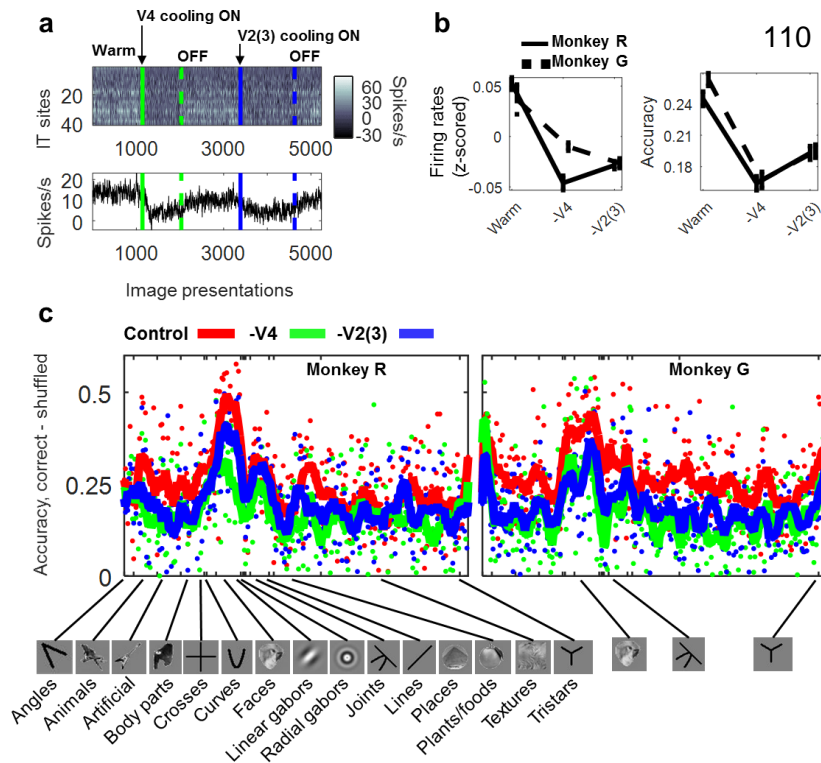 a
V4 cooling ON
V2(3) cooling ON
Warm
OFF
OFF
IT sites
20
40
1000
3000
5000
60
30
0
-30
Spikes/s
Spikes/s
20
10
0
1000
3000
5000
Image presentations
b
Monkey R
Monkey G
110
Firing rates
(z-scored)
0.05
0
-0.05
Warm
-V4
-V2(3)
Accuracy
0.24
0.18
Warm
-V4
-V2(3)
c
Control
-V4
-V2(3)
Monkey R
Monkey G
Accuracy, correct - shuffled
0.5
0.25
0
Angles
Animals
Artificial
Body parts
Crosses
Curves
Faces
Linear gabors
Radial gabors
Joints
Lines
Places
Plants/foods
Textures
Tristars